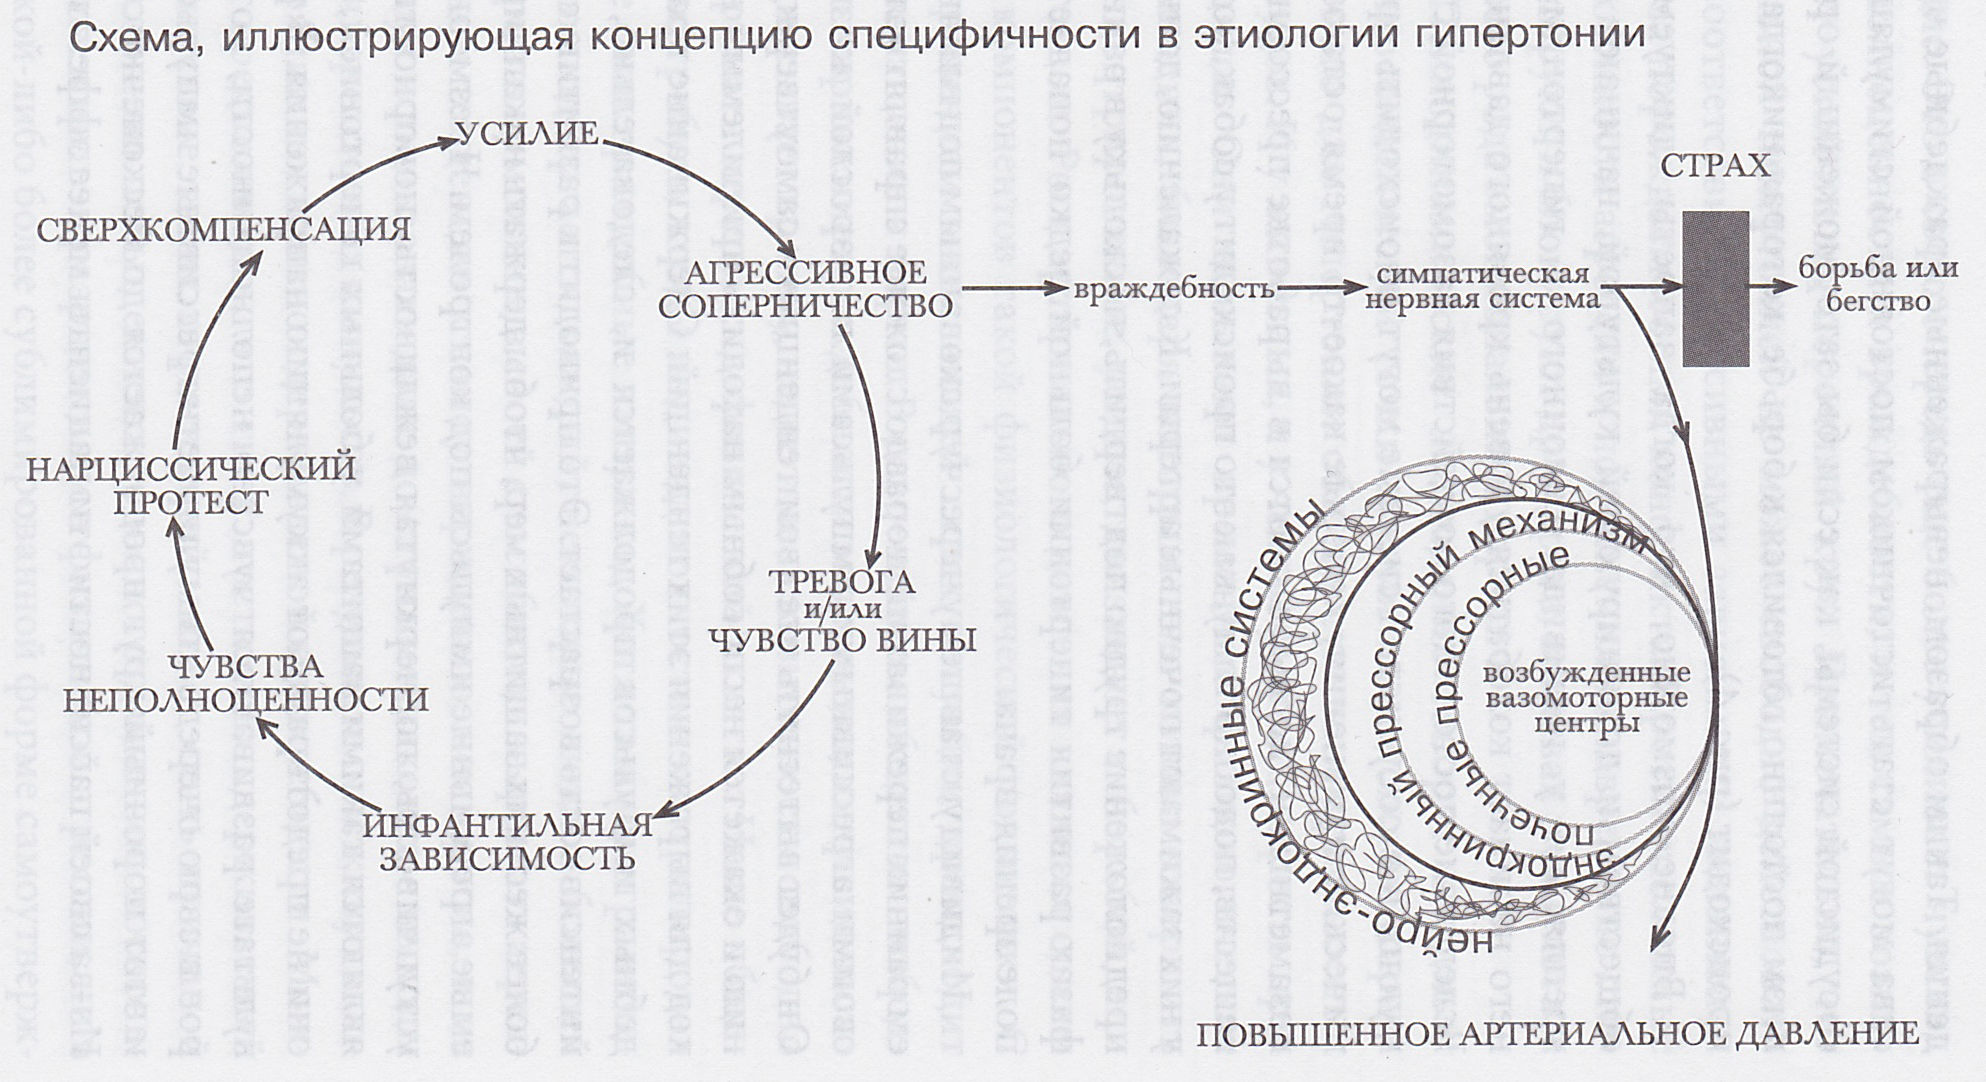 Схема, иллюстрирующая концепцию специфичности в этиологии гипертонии
УСИЛИЕ
СВЕРХКОМПЕНСАЦИЯ
АГРЕССИВНОЕ
СОПЕРНИЧЕСТВО
враждебность
симпатическая
нервная система
СТРАХ
борьба или
бегство
НАРЦИССИЧЕСКИЙ
ПРОТЕСТ
ТРЕВОГА
и/или
ЧУВСТВО ВИНЫ
ЧУВСТВА
НЕПОЛНОЦЕННОСТИ
ИНФАНТИЛЬНАЯ
ЗАВИСИМОСТЬ
нейро-эндокринные системы
эндокринный прессорный механизм
почечные прессорные
возбужденные
вазомоторные
центры
ПОВЫШЕННОЕ АРТЕРИАЛЬНОЕ ДАВЛЕНИЕ